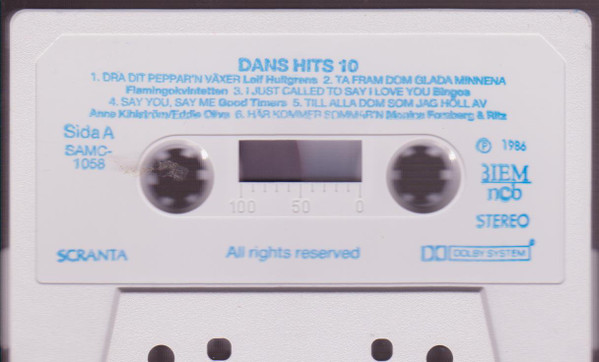 DANS HITS 10
1. DRA DIT PEPPAR'N VÄXER Leif Hultgrens 2. TA FRAM DOM GLADA MINNENA
Flamingokvintetten 3. I JUST CALLED TO SAY I LOVE YOU Bingos
4. SAY YOU, SAY ME Good Timers 5. TILL ALLA DOM SOM JAG HÖLL AV
Anne Kihlström/Eddie Oliva 6. HÄR KOMMER SOMMAR'N Monica Forsberg & Ritz
Sida A
SAMC-
1058
℗ 1986
BIEM
ncb
STEREO
100 50 0
SCRANTA
All rights reserved
DOLBY SYSTEM